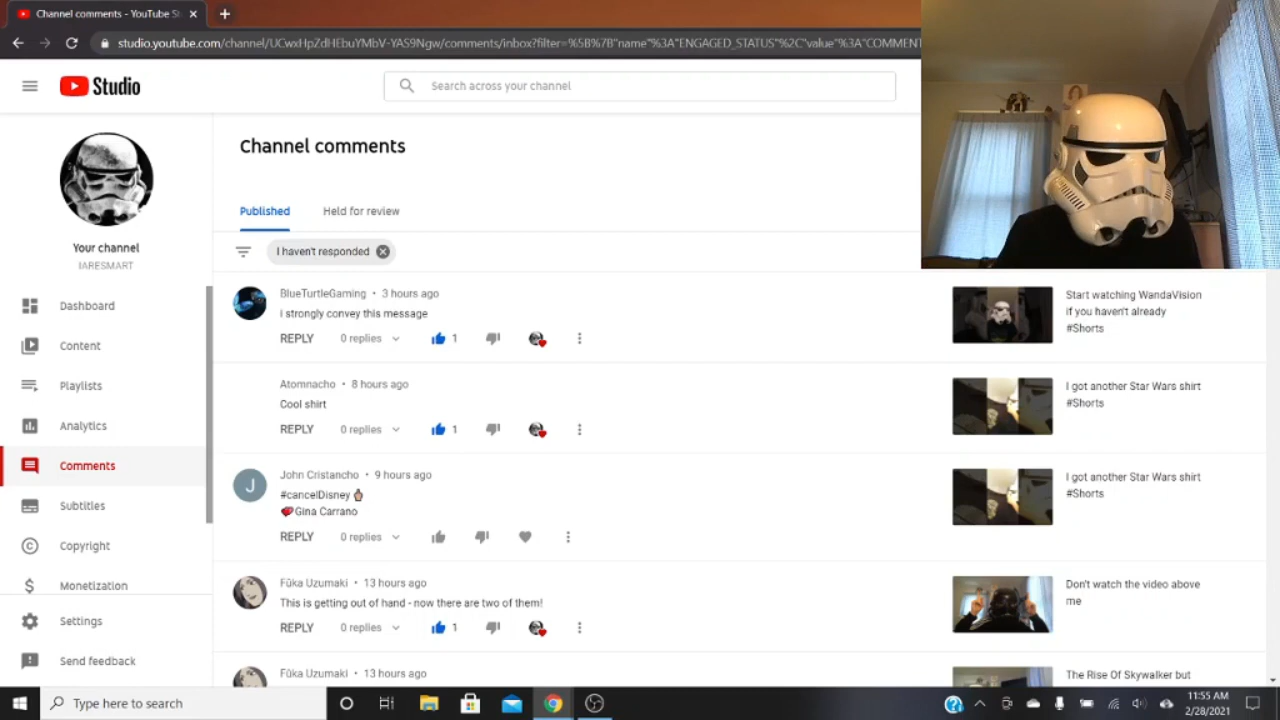 Channel comments - YouTube St
studio.youtube.com/channel/UCwxHpZdHEbuYMbV-YAS9Ngw/comments/inbox?filter=%5B%7B"name"%3A"ENGAGED_STATUS"%2C"value"%3A"COMMENT
Studio
Search across your channel
Channel comments
Published
Held for review
I haven't responded
Your channel
IARESMART
Dashboard
Content
Playlists
Analytics
Comments
Subtitles
Copyright
Monetization
Settings
Send feedback
BlueTurtleGaming • 3 hours ago
i strongly convey this message
REPLY 0 replies 1
Start watching WandaVision
if you haven't already
#Shorts
Atomnacho • 8 hours ago
Cool shirt
REPLY 0 replies 1
I got another Star Wars shirt
#Shorts
J
John Cristancho • 9 hours ago
#cancelDisney
Gina Carrano
REPLY 0 replies
I got another Star Wars shirt
#Shorts
Fūka Uzumaki • 13 hours ago
This is getting out of hand - now there are two of them!
REPLY 0 replies 1
Don't watch the video above
me
Fūka Uzumaki • 13 hours ago
The Rise Of Skywalker but
Type here to search
11:55 AM
2/28/2021